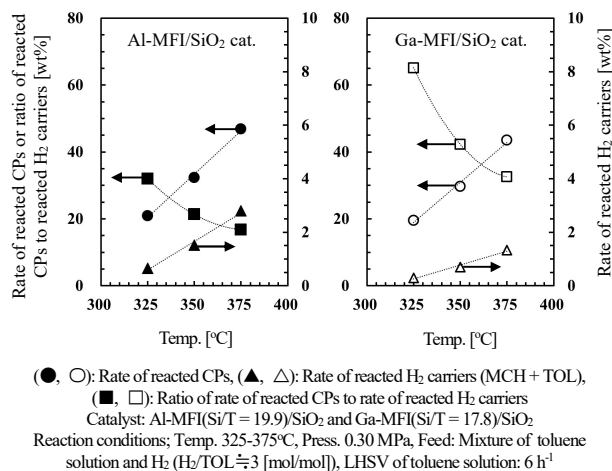 Al-MFI/SiO₂ cat.
Ga-MFI/SiO₂ cat.
Rate of reacted CPs or ratio of reacted
CPs to reacted H₂ carriers [wt%]
80
60
40
20
0
10
8
6
4
2
0
300 325 350 375 400
Temp. [°C]
80
60
40
20
0
10
8
6
4
2
0
300 325 350 375 400
Temp. [°C]
Rate of reacted H₂ carriers [wt%]
(●, ○): Rate of reacted CPs, (▲, △): Rate of reacted H₂ carriers (MCH + TOL),
(■, □): Ratio of rate of reacted CPs to rate of reacted H₂ carriers
Catalyst: Al-MFI(Si/T = 19.9)/SiO₂ and Ga-MFI(Si/T = 17.8)/SiO₂
Reaction conditions; Temp. 325-375°C, Press. 0.30 MPa, Feed: Mixture of toluene
solution and H₂ (H₂/TOL≒3 [mol/mol]), LHSV of toluene solution: 6 h⁻¹